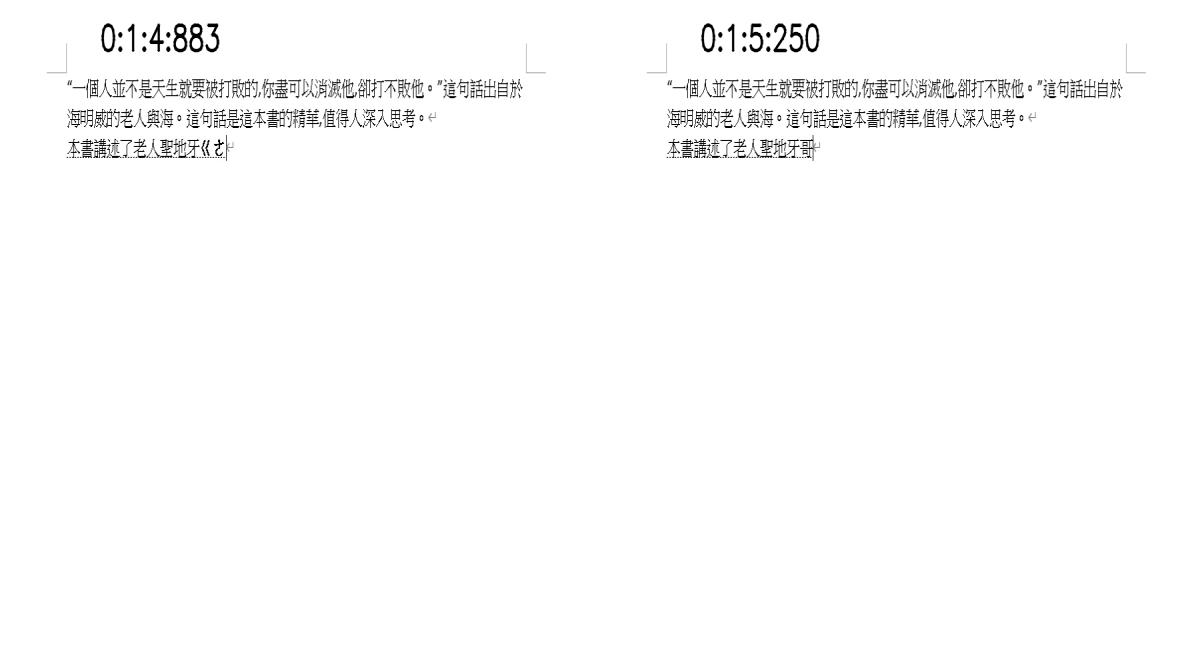 0:1:4:883
“一個人並不是天生就要被打敗的,你盡可以消滅他,卻打不敗他。”這句話出自於
海明威的老人與海。這句話是這本書的精華,值得人深入思考。
本書講述了老人聖地牙ㄍㄜ
0:1:5:250
“一個人並不是天生就要被打敗的,你盡可以消滅他,卻打不敗他。”這句話出自於
海明威的老人與海。這句話是這本書的精華,值得人深入思考。
本書講述了老人聖地牙哥